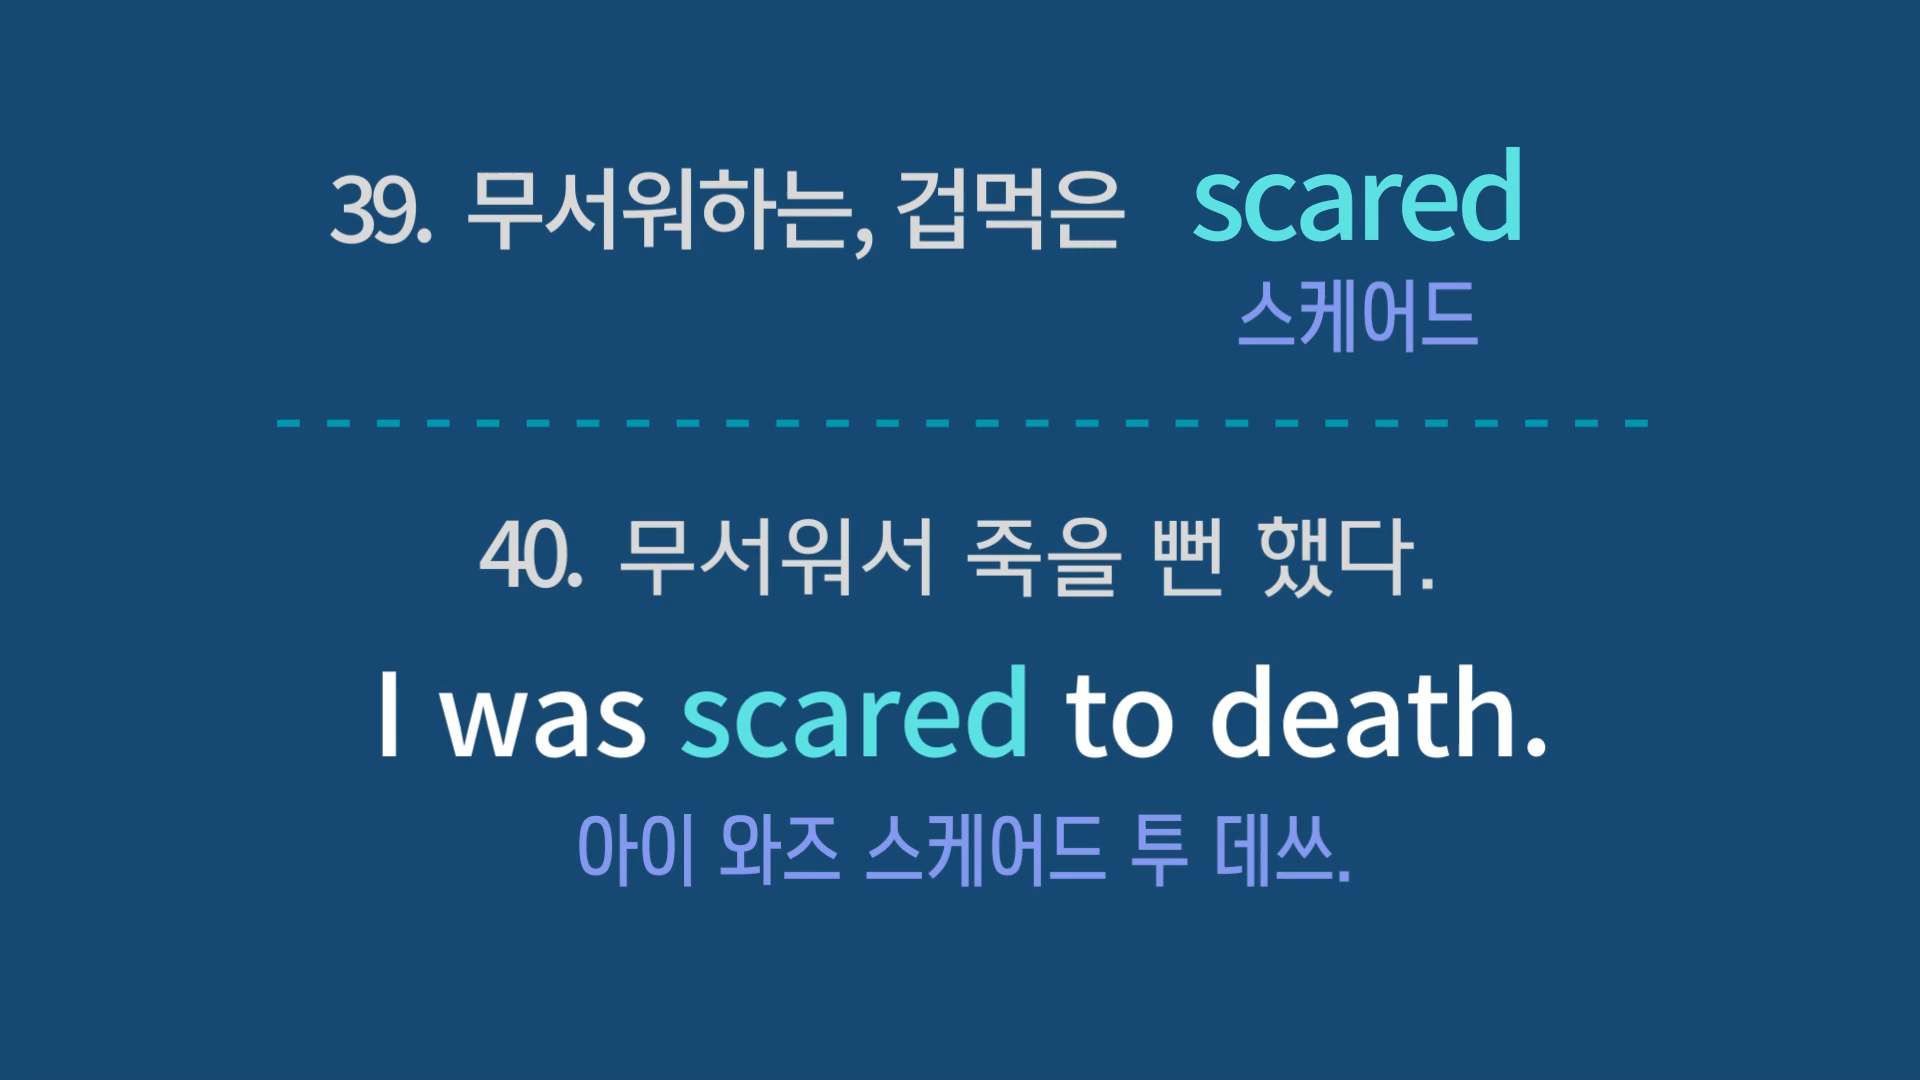 39. 무서워하는, 겁먹은 scared
스케어드
40. 무서워서 죽을 뻔 했다.
I was scared to death.
아이 와즈 스케어드 투 데쓰.